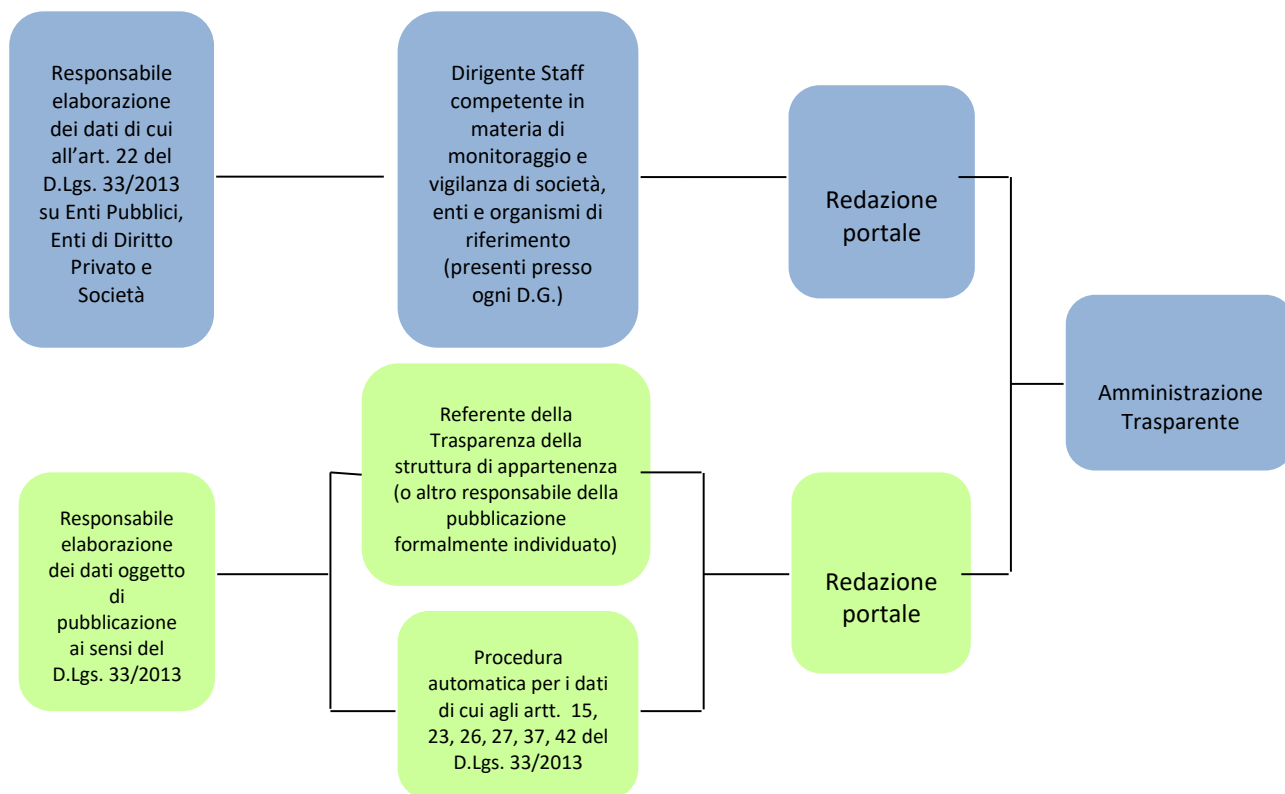 Responsabile
elaborazione
dei dati di cui
all’art. 22 del
D.Lgs. 33/2013
su Enti Pubblici,
Enti di Diritto
Privato e
Società
Dirigente Staff
competente in
materia di
monitoraggio e
vigilanza di società,
enti e organismi di
riferimento
(presenti presso
ogni D.G.)
Redazione
portale
Amministrazione
Trasparente
Responsabile
elaborazione
dei dati oggetto
di
pubblicazione
ai sensi del
D.Lgs. 33/2013
Referente della
Trasparenza della
struttura di appartenenza
(o altro responsabile della
pubblicazione
formalmente individuato)
Procedura
automatica per i dati
di cui agli artt. 15,
23, 26, 27, 37, 42 del
D.Lgs. 33/2013
Redazione
portale